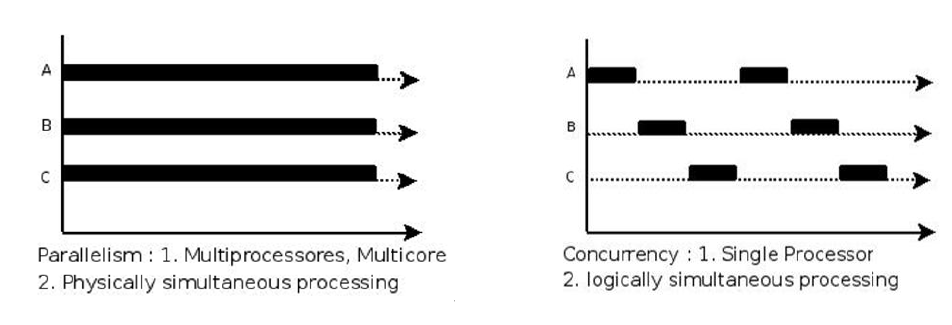 A
B
C
Parallelism : 1. Multiprocessores, Multicore
2. Physically simultaneous processing
A
B
C
Concurrency : 1. Single Processor
2. logically simultaneous processing